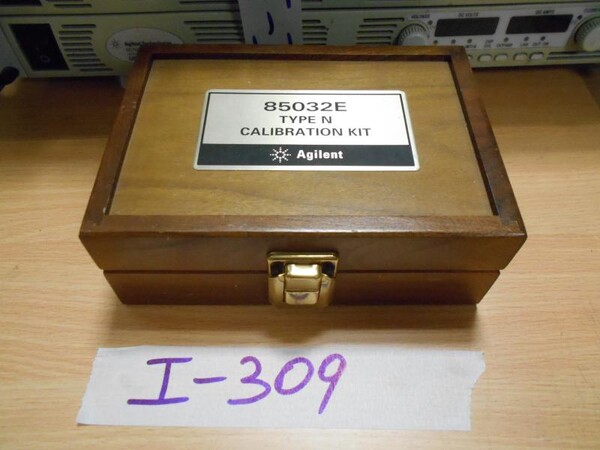 85032E
TYPE N
CALIBRATION KIT
Agilent
I-309